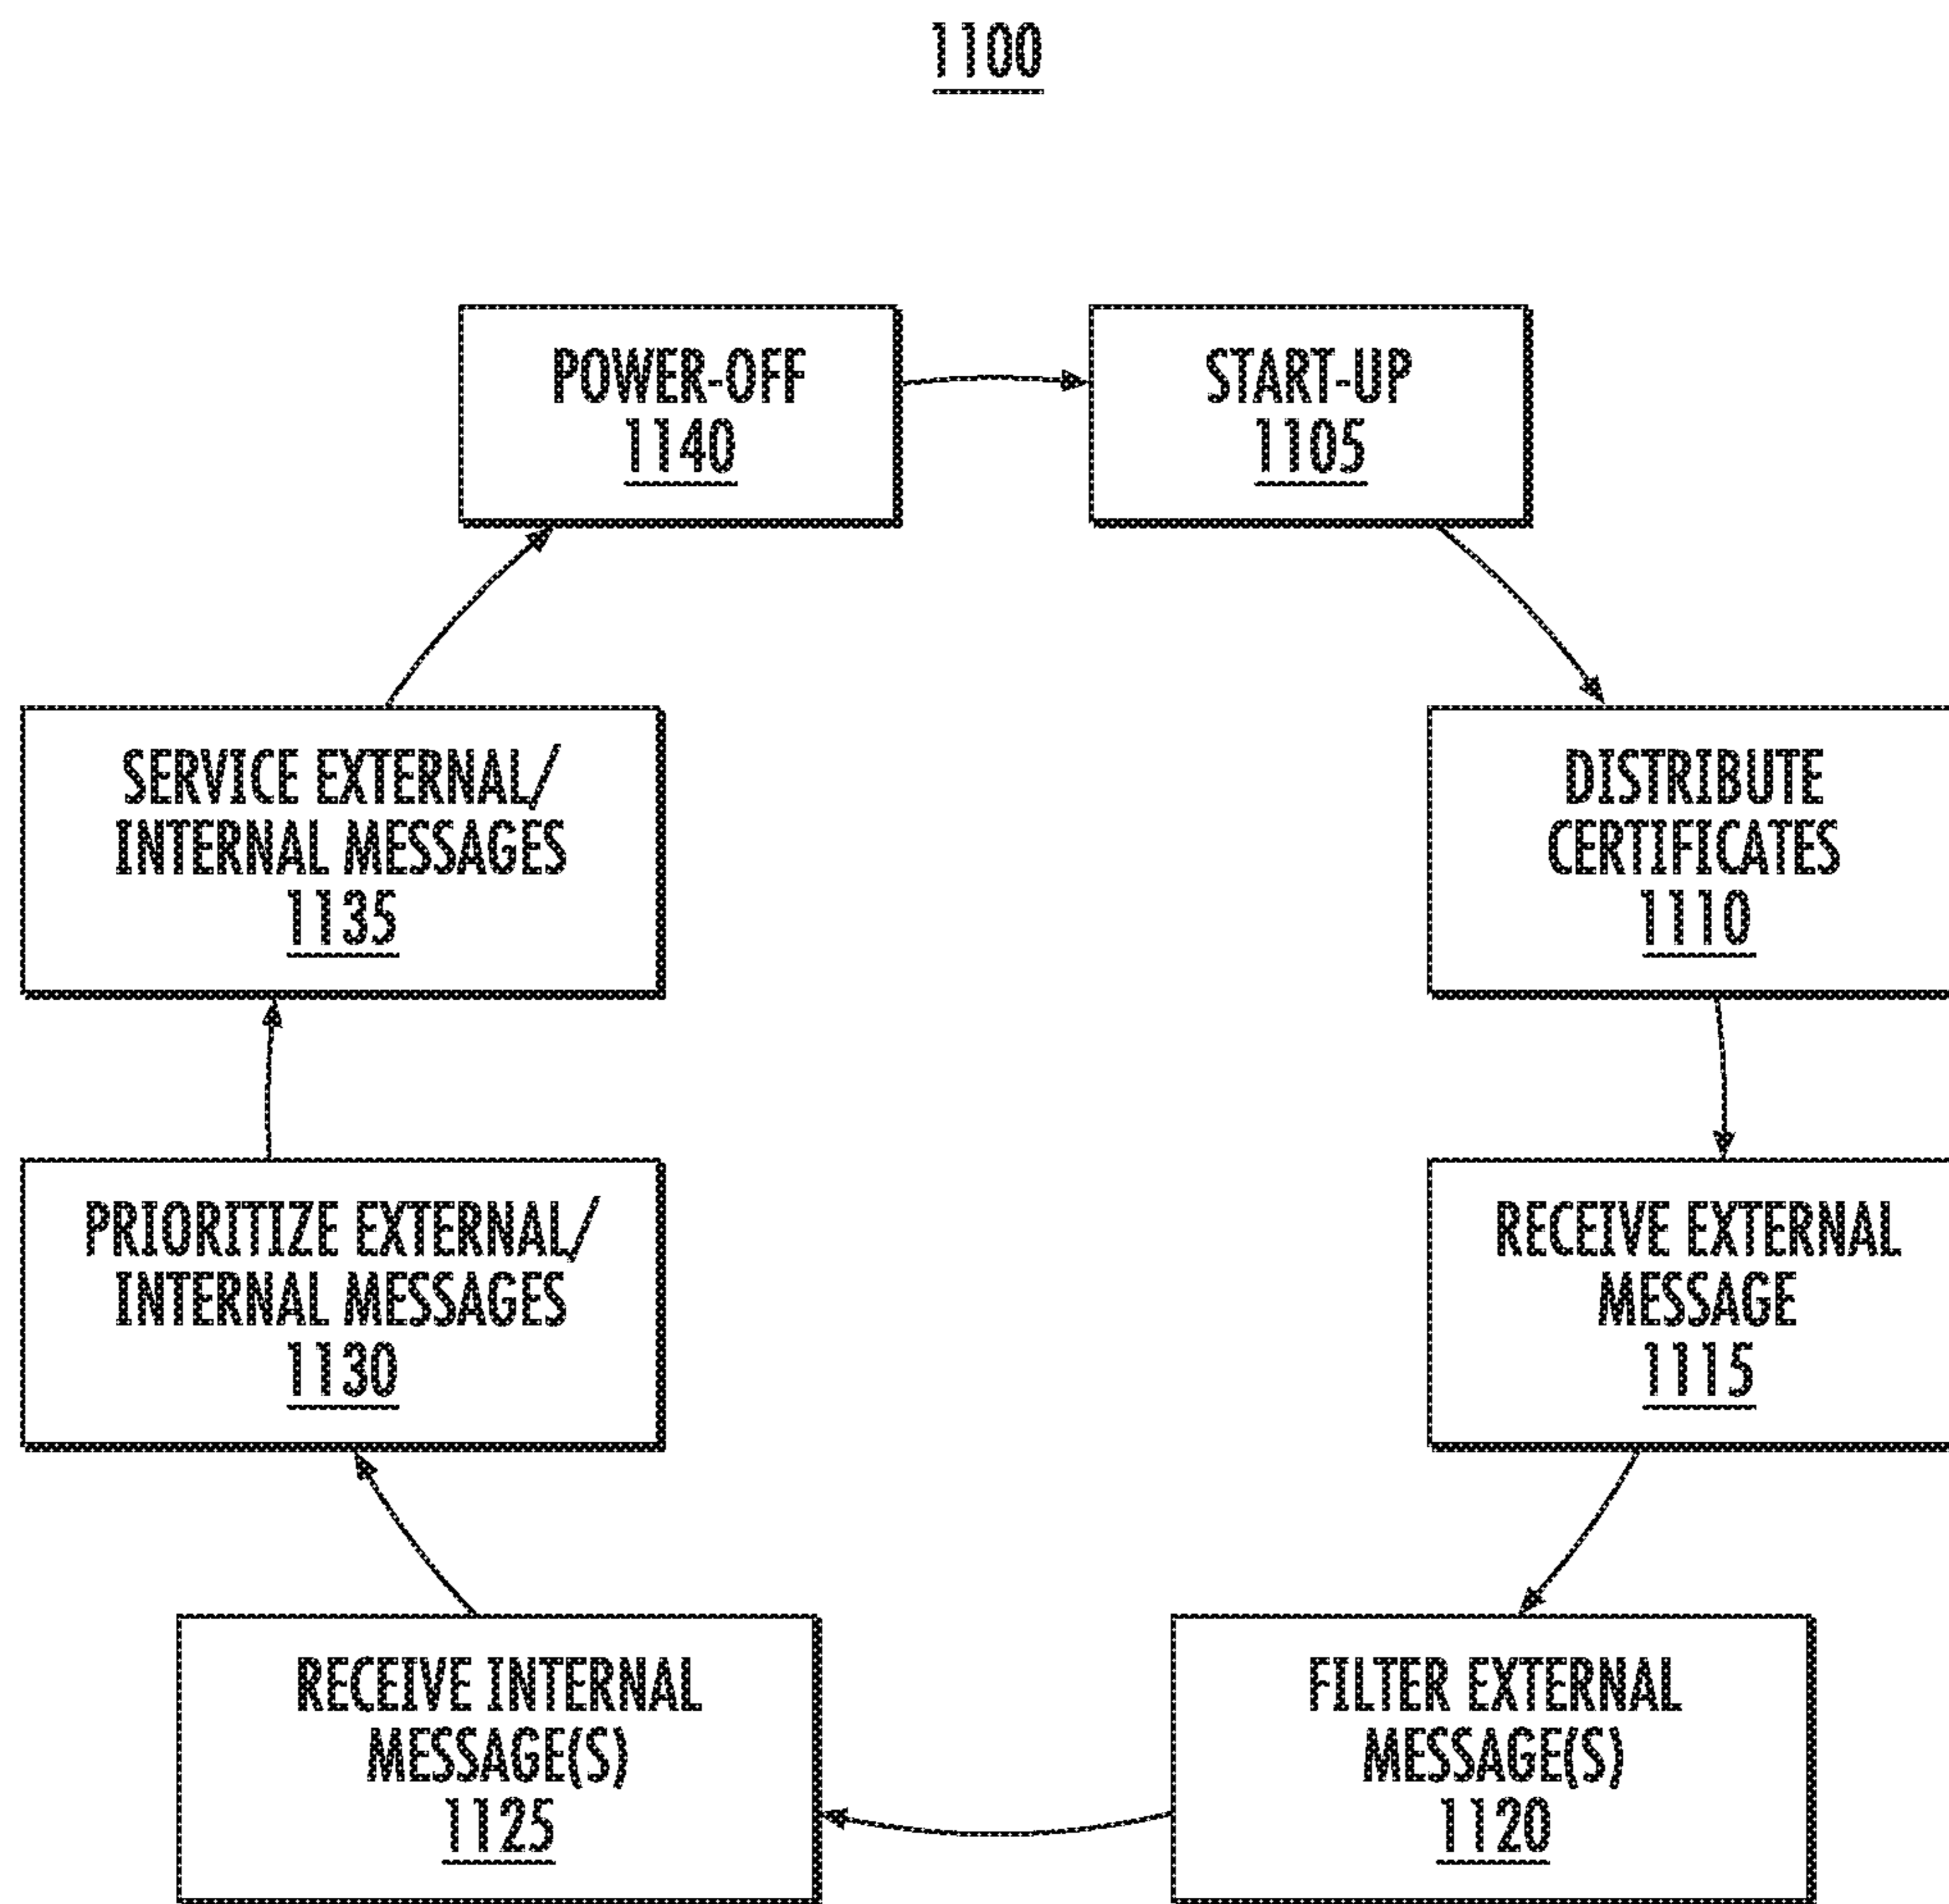 1100
POWER-OFF
1140
START-UP
1105
SERVICE EXTERNAL/
INTERNAL MESSAGES
1135
DISTRIBUTE
CERTIFICATES
1110
PRIORITIZE EXTERNAL/
INTERNAL MESSAGES
1130
RECEIVE EXTERNAL
MESSAGE
1115
RECEIVE INTERNAL
MESSAGE(S)
1125
FILTER EXTERNAL
MESSAGE(S)
1120